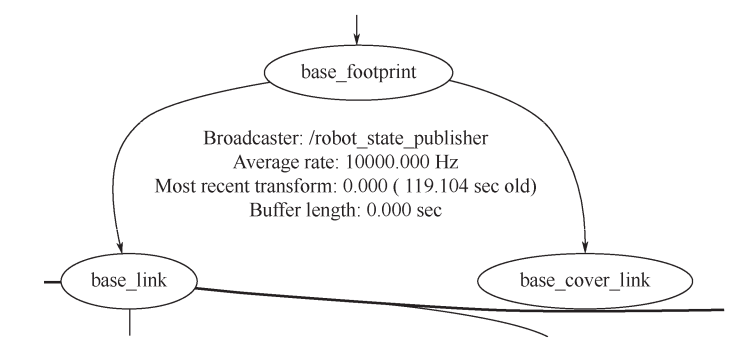 base_footprint
Broadcaster: /robot_state_publisher
Average rate: 10000.000 Hz
Most recent transform: 0.000 ( 119.104 sec old)
Buffer length: 0.000 sec
base_link
base_cover_link